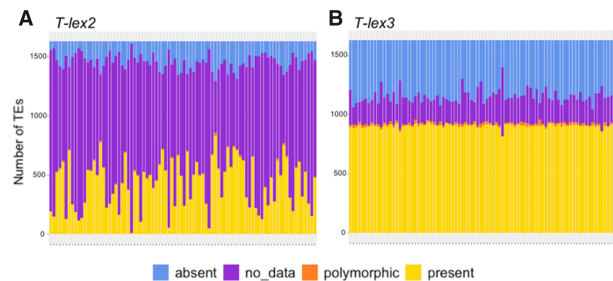 A T-lex2
B T-lex3
Number of TEs
1500
1000
500
0
1500
1000
500
0
absent no_data polymorphic present